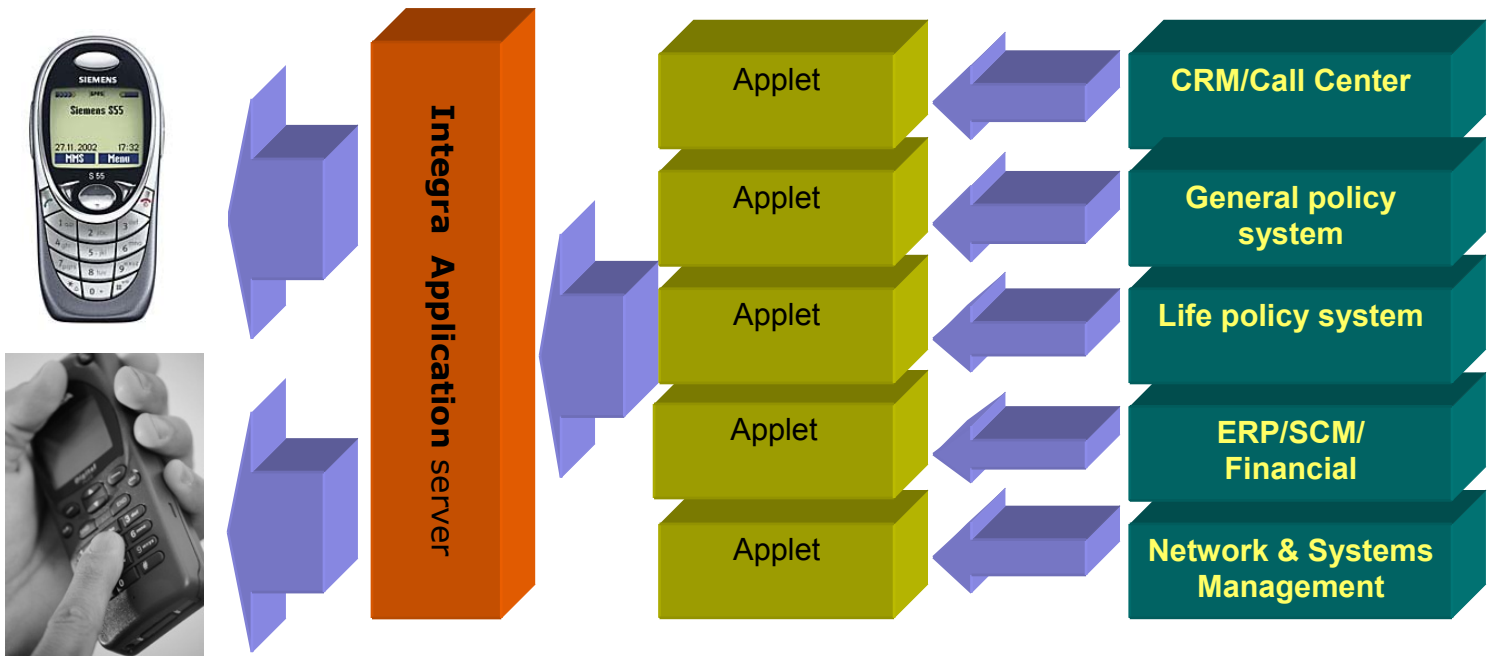 SIEMENS
Siemens S55
27.11.2002 17:32
MMS Menu
S 55
Integra Application server
Applet
Applet
Applet
Applet
Applet
CRM/Call Center
General policy
system
Life policy system
ERP/SCM/
Financial
Network & Systems
Management